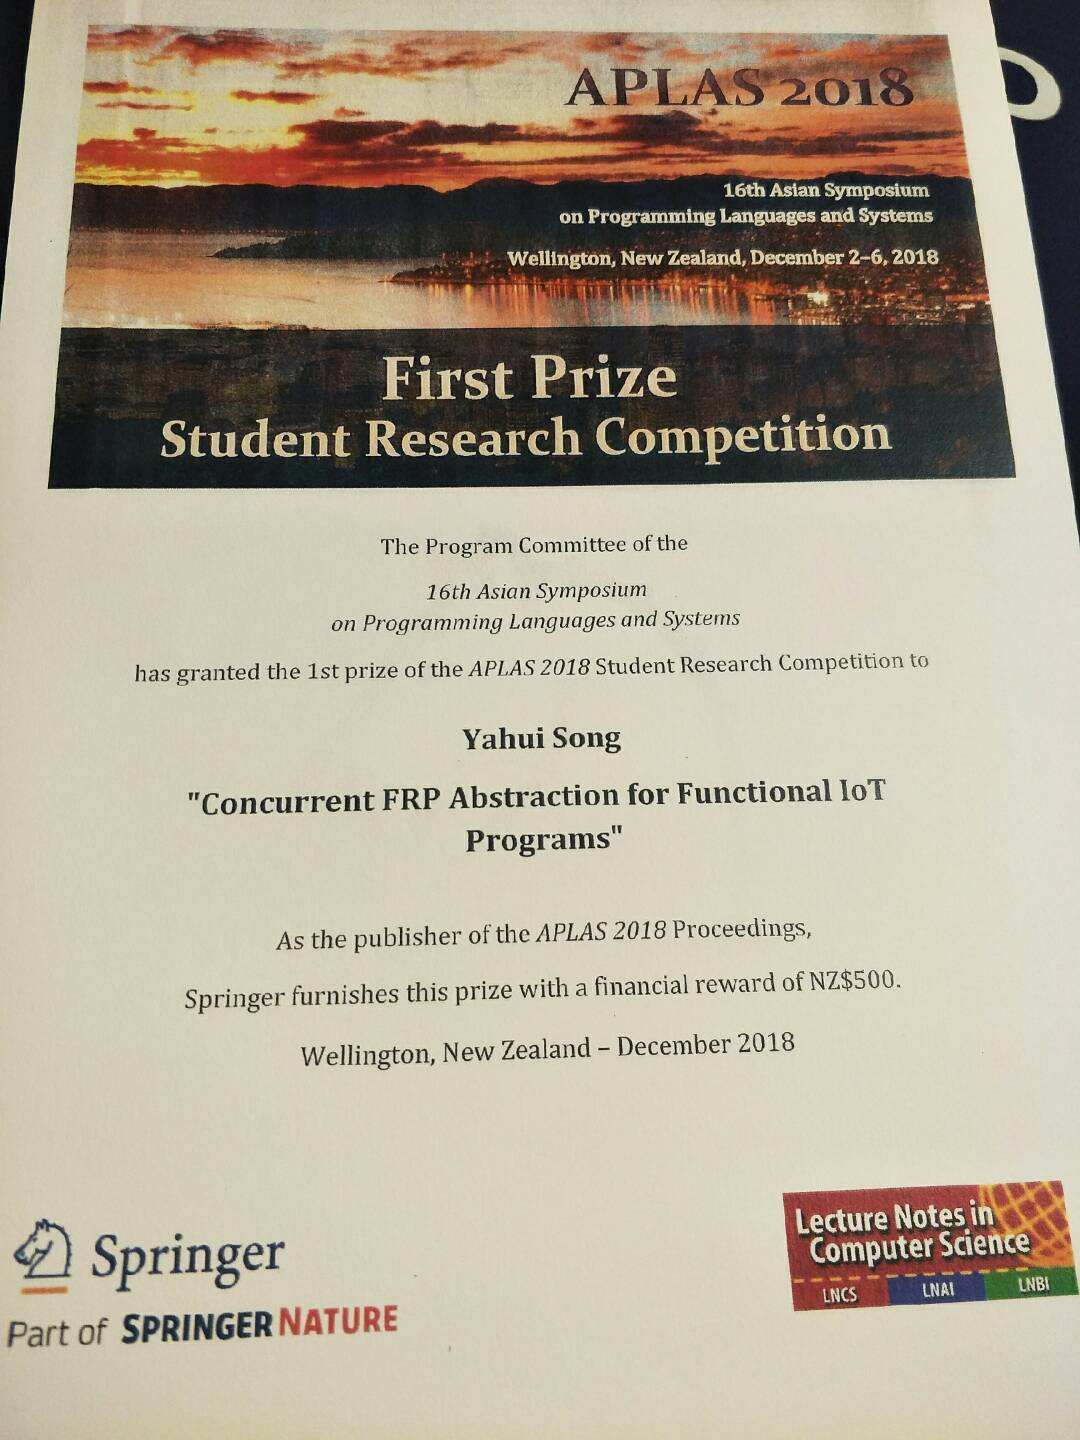 APLAS 2018
16th Asian Symposium
on Programming Languages and Systems
Wellington, New Zealand, December 2–6, 2018
First Prize
Student Research Competition
The Program Committee of the
16th Asian Symposium
on Programming Languages and Systems
has granted the 1st prize of the APLAS 2018 Student Research Competition to
Yahui Song
"Concurrent FRP Abstraction for Functional IoT
Programs"
As the publisher of the APLAS 2018 Proceedings,
Springer furnishes this prize with a financial reward of NZ$500.
Wellington, New Zealand – December 2018
Springer
Part of SPRINGER NATURE
Lecture Notes in
Computer Science
LNCS LNAI LNBI